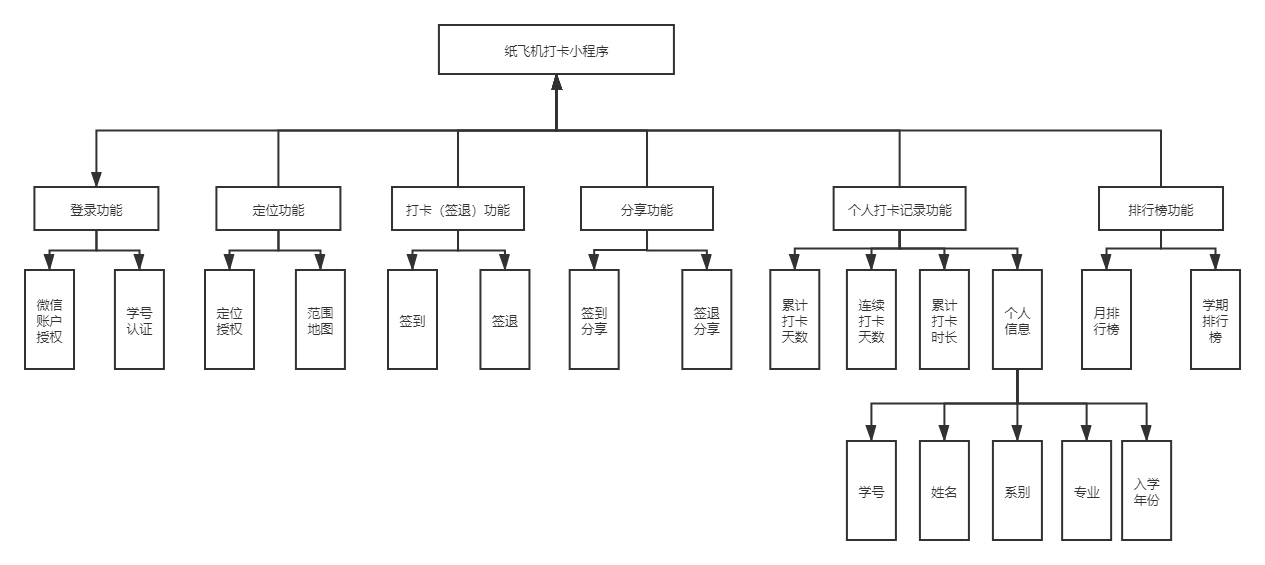 纸飞机打卡小程序
登录功能
定位功能
打卡（签退）功能
分享功能
个人打卡记录功能
排行榜功能
微信
账户
授权
学号
认证
定位
授权
范围
地图
签到
签退
签到
分享
签退
分享
累计
打卡
天数
连续
打卡
天数
累计
打卡
时长
个人
信息
月排
行榜
学期
排行
榜
学号
姓名
系别
专业
入学
年份